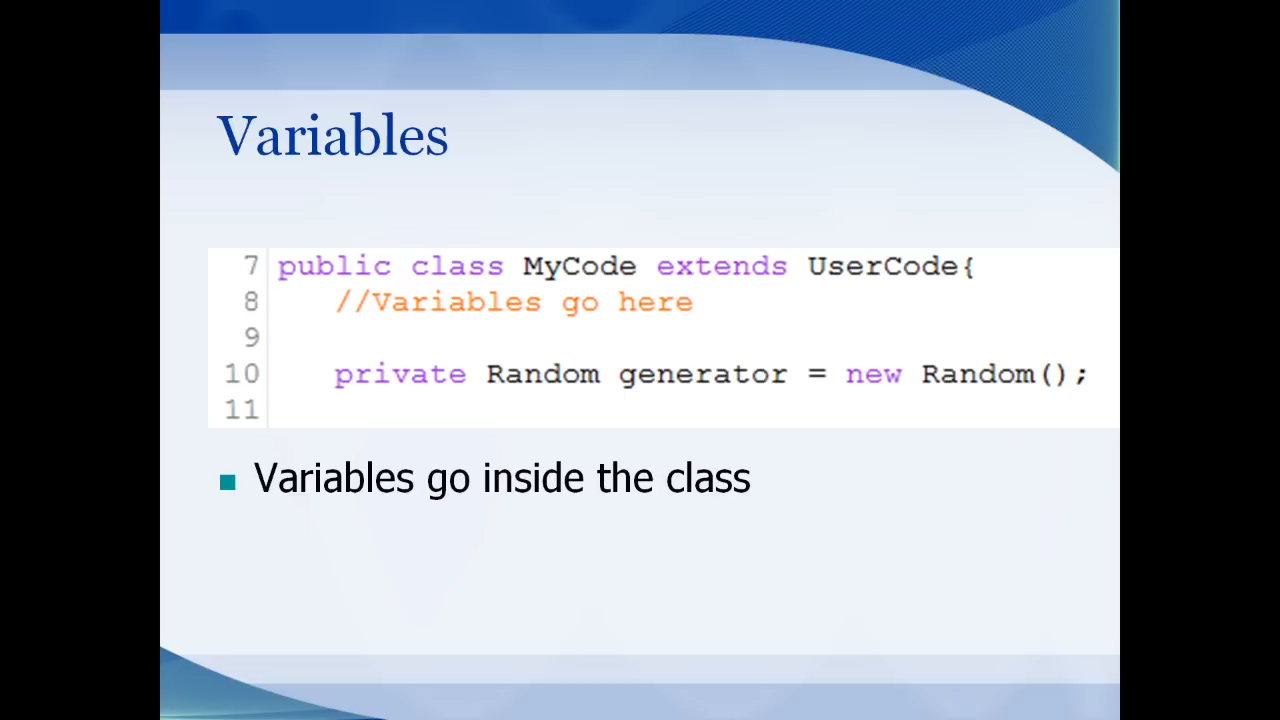 Variables
7 public class MyCode extends UserCode{
8 //Variables go here
9
10 private Random generator = new Random();
11
Variables go inside the class